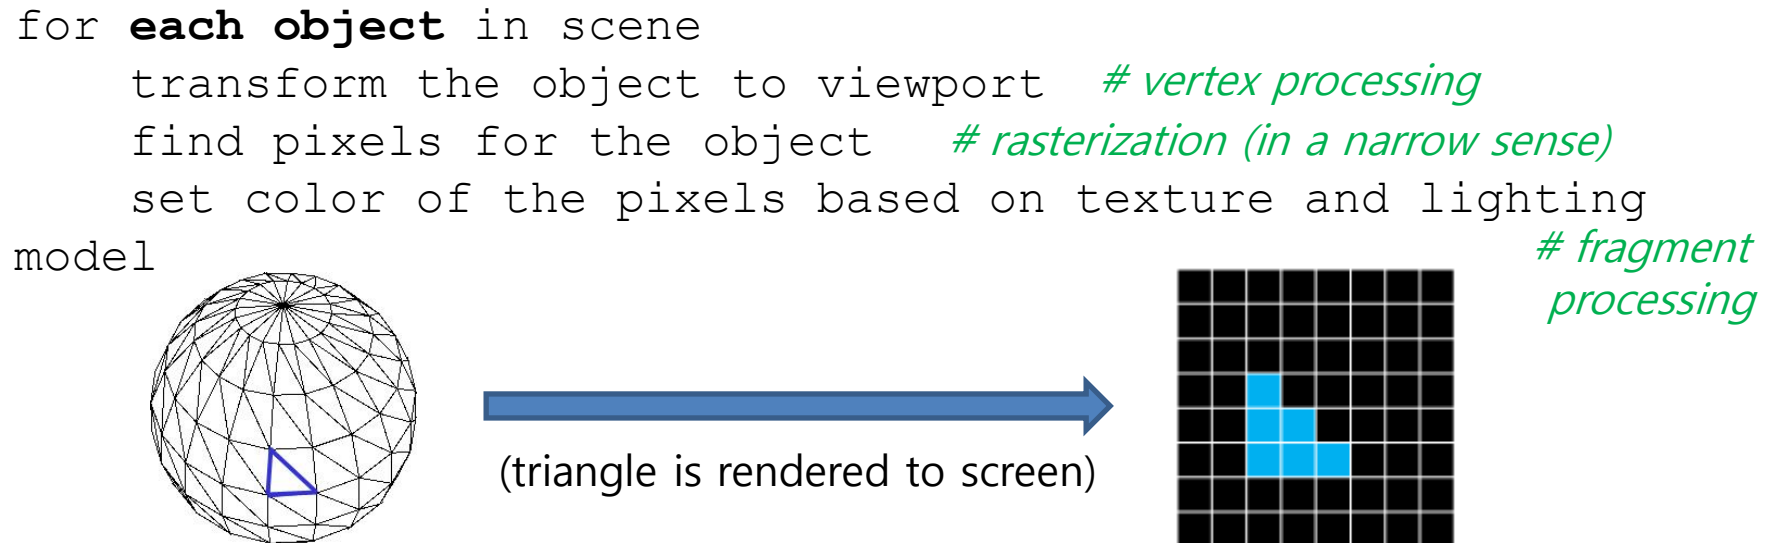 for each object in scene
transform the object to viewport # vertex processing
find pixels for the object # rasterization (in a narrow sense)
set color of the pixels based on texture and lighting
model # fragment
processing
(triangle is rendered to screen)